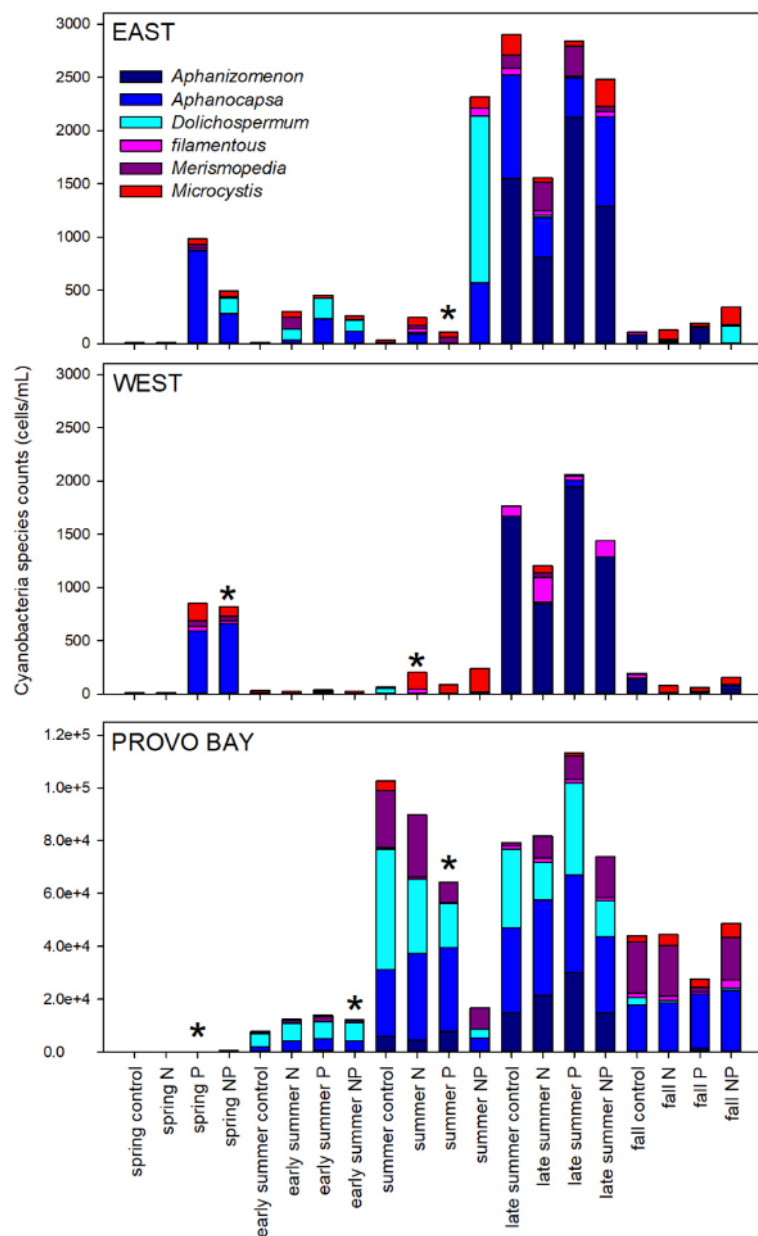 EAST
Aphanizomenon
Aphanocapsa
Dolichospermum
filamentous
Merismopedia
Microcystis
3000
2500
2000
1500
1000
500
0
*
WEST
3000
2500
2000
1500
1000
500
0
*
*
Cyanobacteria species counts (cells/mL)
PROVO BAY
1.2e+5
1.0e+5
8.0e+4
6.0e+4
4.0e+4
2.0e+4
0.0
*
*
*
spring control
spring N
spring P
spring NP
early summer control
early summer N
early summer P
early summer NP
summer control
summer N
summer P
summer NP
late summer control
late summer N
late summer P
late summer NP
fall control
fall N
fall P
fall NP